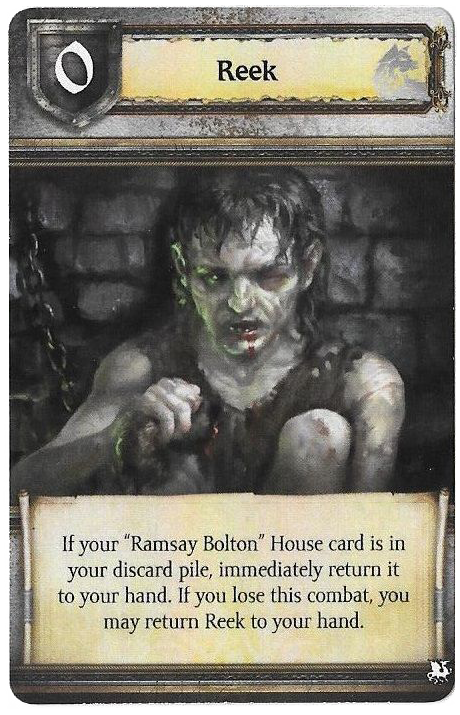 0
Reek
If your "Ramsay Bolton" House card is in
your discard pile, immediately return it
to your hand. If you lose this combat, you
may return Reek to your hand.